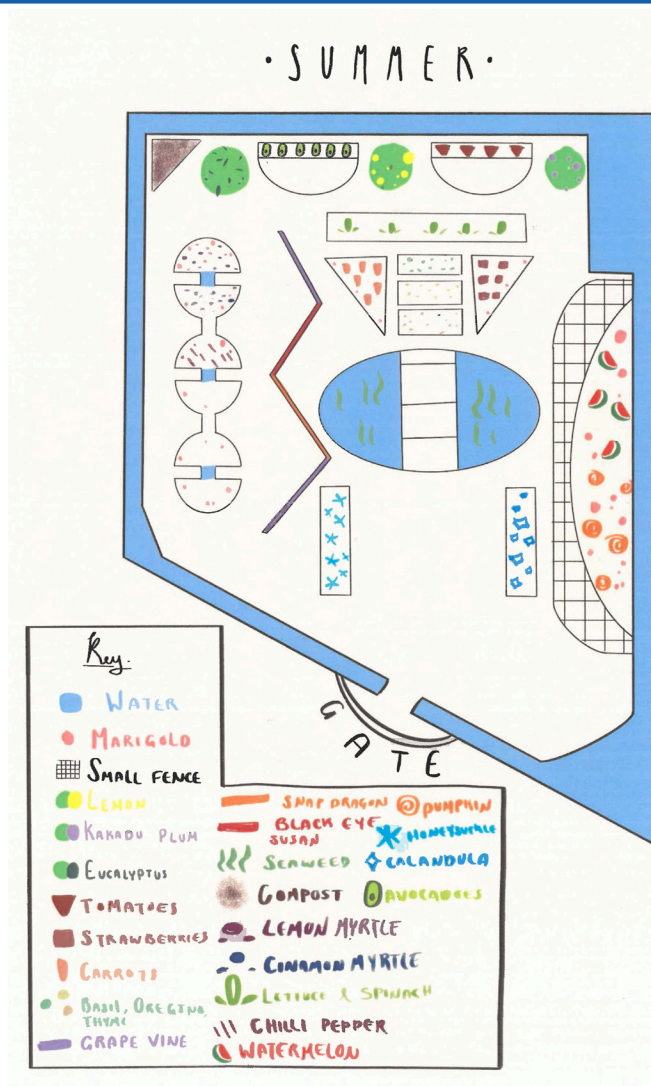 ·SUMMER·
GATE
Key.
WATER
MARIGOLD
SMALL FENCE
LEMON
KAKADU PLUM
EUCALYPTUS
TOMATOES
STRAWBERRIES
CARROTS
BASIL, OREGINO,
THYME
GRAPE VINE
SNAP DRAGON
BLACK EYE
SUSAN
SEAWEED
COMPOST
LEMON MYRTLE
CINAMON MYRTLE
LETTUCE & SPINACH
CHILLI PEPPER
WATERMELON
PUMPKIN
HONEYSUCKLE
CALANDULA
AVOCADOES